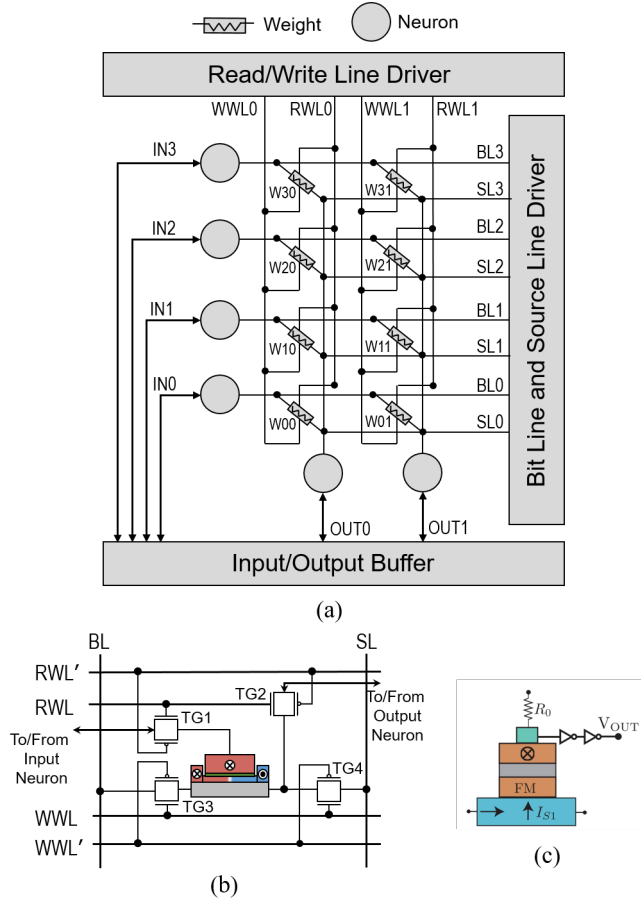 Weight
Neuron
Read/Write Line Driver
WWL0 RWL0 WWL1 RWL1
IN3
BL3
W30
W31
SL3
IN2
BL2
W20
W21
SL2
IN1
BL1
W10
W11
SL1
IN0
BL0
W00
W01
SL0
Bit Line and Source Line Driver
OUT0
OUT1
Input/Output Buffer
(a)
BL
SL
RWL'
RWL
TG2
To/From
Output
Neuron
TG1
To/From
Input
Neuron
TG4
TG3
WWL
WWL'
(b)
R0
VOUT
FM
IS1
(c)